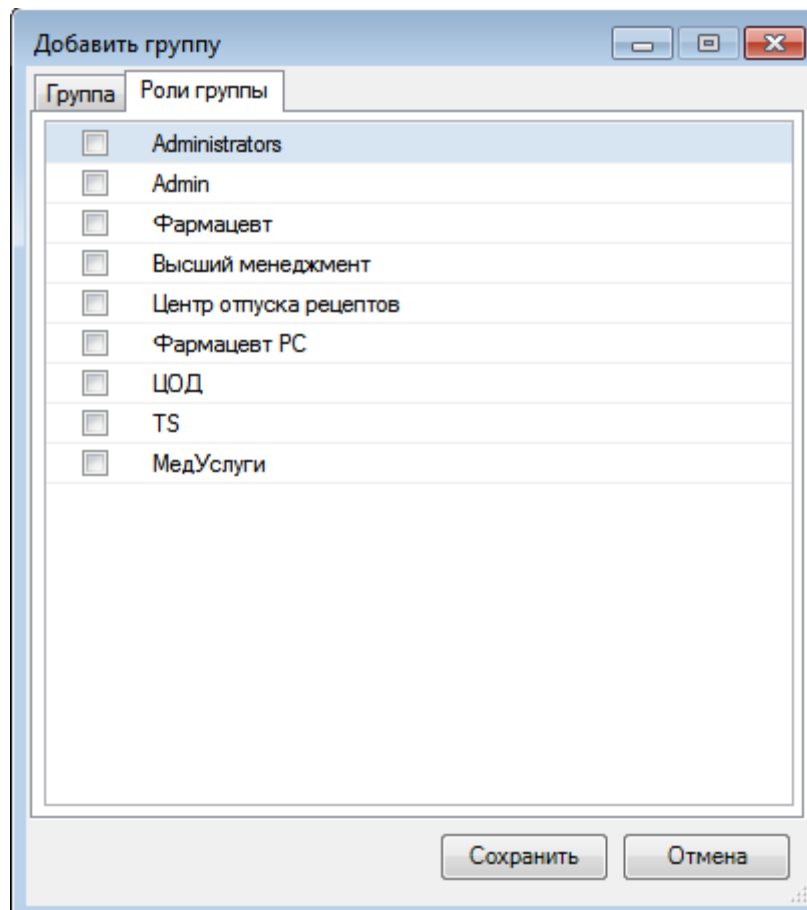 Добавить группу
Группа Роли группы
Administrators
Admin
Фармацевт
Высший менеджмент
Центр отпуска рецептов
Фармацевт РС
ЦОД
TS
МедУслуги
Сохранить Отмена